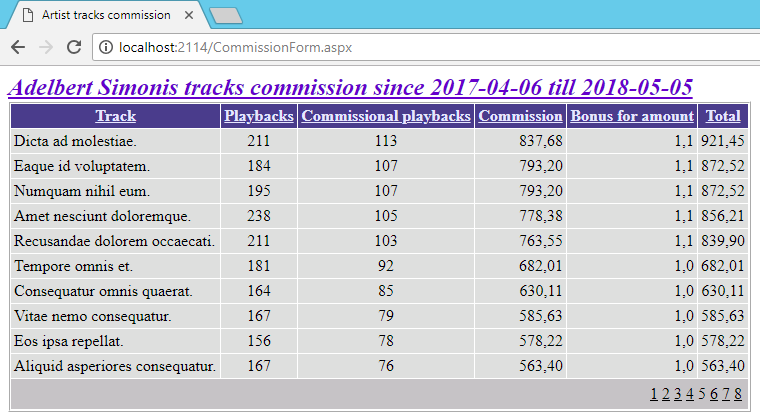 Artist tracks commission
localhost:2114/CommissionForm.aspx
Adelbert Simonis tracks commission since 2017-04-06 till 2018-05-05
Track Playbacks Commissional playbacks Commission Bonus for amount Total
Dicta ad molestiae. 211 113 837,68 1,1 921,45
Eaque id voluptatem. 184 107 793,20 1,1 872,52
Numquam nihil eum. 195 107 793,20 1,1 872,52
Amet nesciunt doloremque. 238 105 778,38 1,1 856,21
Recusandae dolorem occaecati. 211 103 763,55 1,1 839,90
Tempore omnis et. 181 92 682,01 1,0 682,01
Consequatur omnis quaerat. 164 85 630,11 1,0 630,11
Vitae nemo consequatur. 167 79 585,63 1,0 585,63
Eos ipsa repellat. 156 78 578,22 1,0 578,22
Aliquid asperiores consequatur. 167 76 563,40 1,0 563,40
1 2 3 4 5 6 7 8